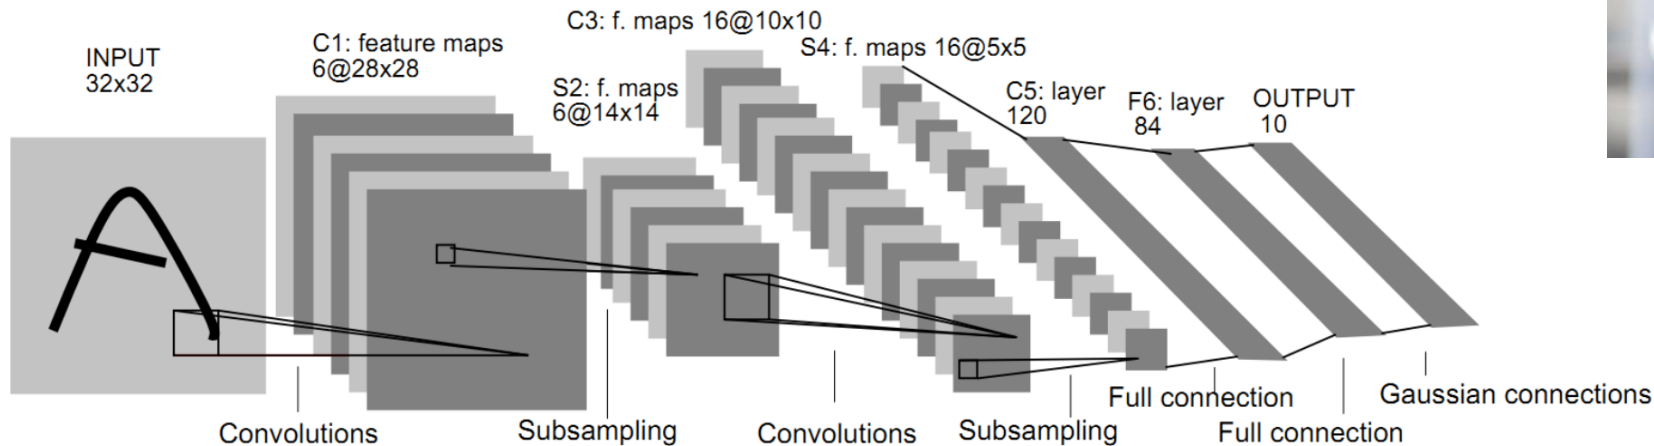 INPUT
32x32
C1: feature maps
6@28x28
S2: f. maps
6@14x14
C3: f. maps 16@10x10
S4: f. maps 16@5x5
C5: layer
120
F6: layer
84
OUTPUT
10
Convolutions
Subsampling
Convolutions
Subsampling
Full connection
Full connection
Gaussian connections